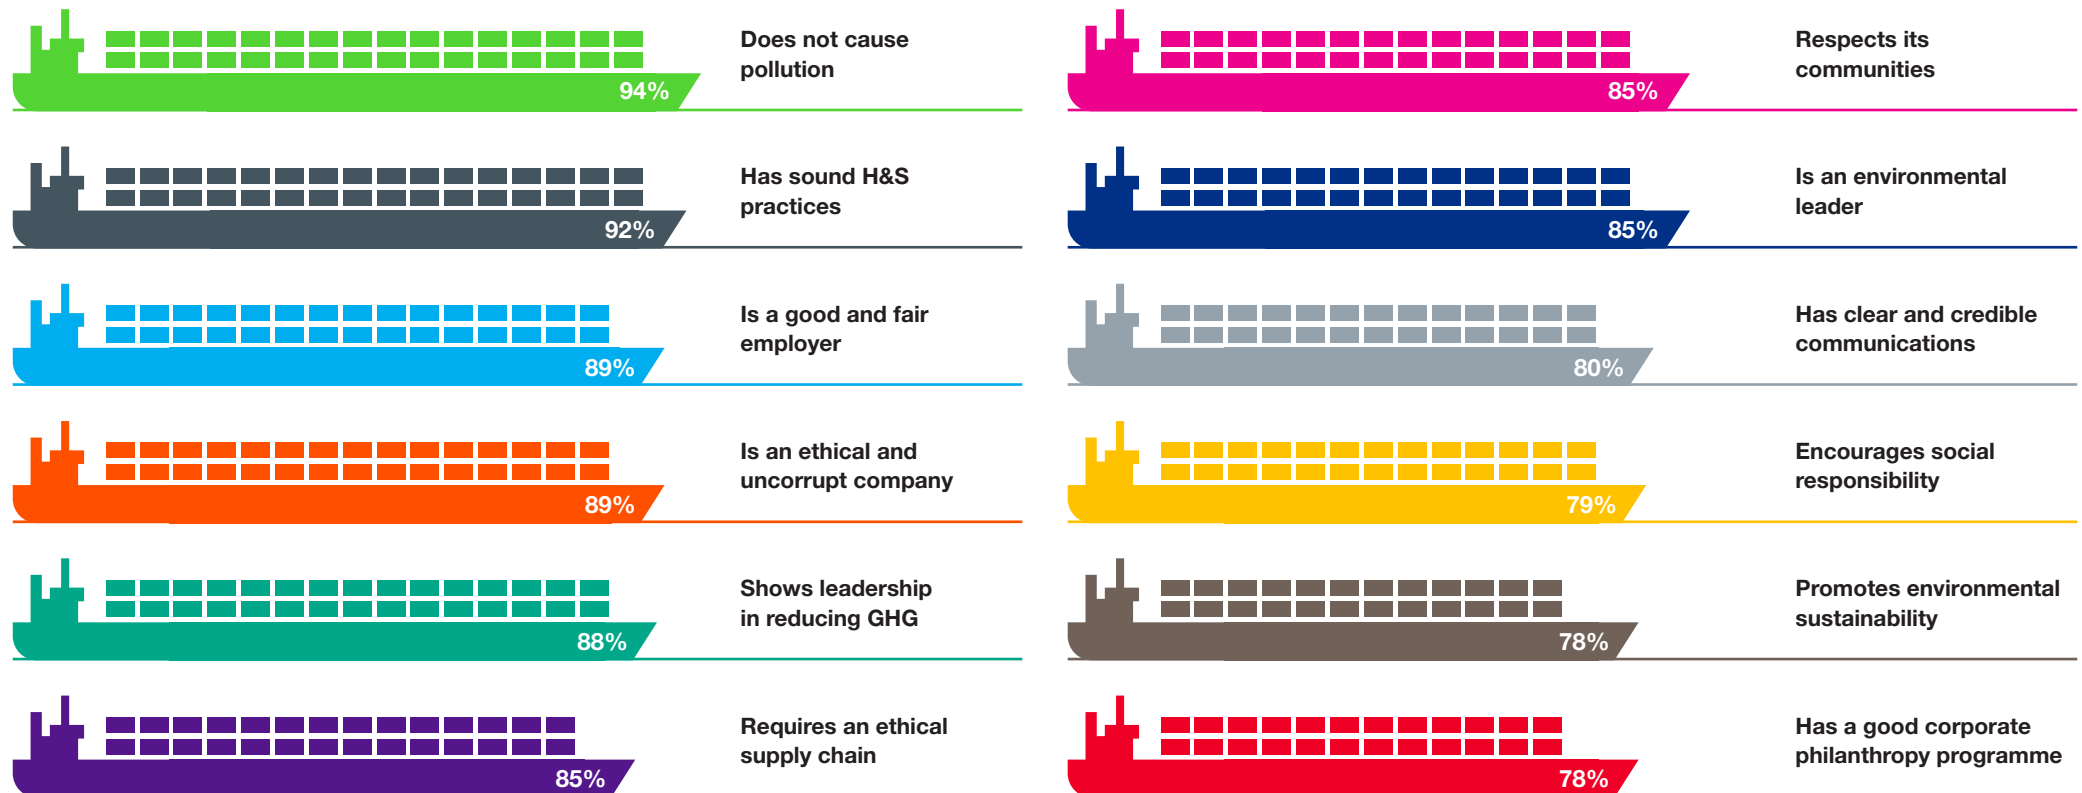 94%
Does not cause
pollution
92%
Has sound H&S
practices
89%
Is a good and fair
employer
89%
Is an ethical and
uncorrupt company
88%
Shows leadership
in reducing GHG
85%
Requires an ethical
supply chain
85%
Respects its
communities
85%
Is an environmental
leader
80%
Has clear and credible
communications
79%
Encourages social
responsibility
78%
Promotes environmental
sustainability
78%
Has a good corporate
philanthropy programme